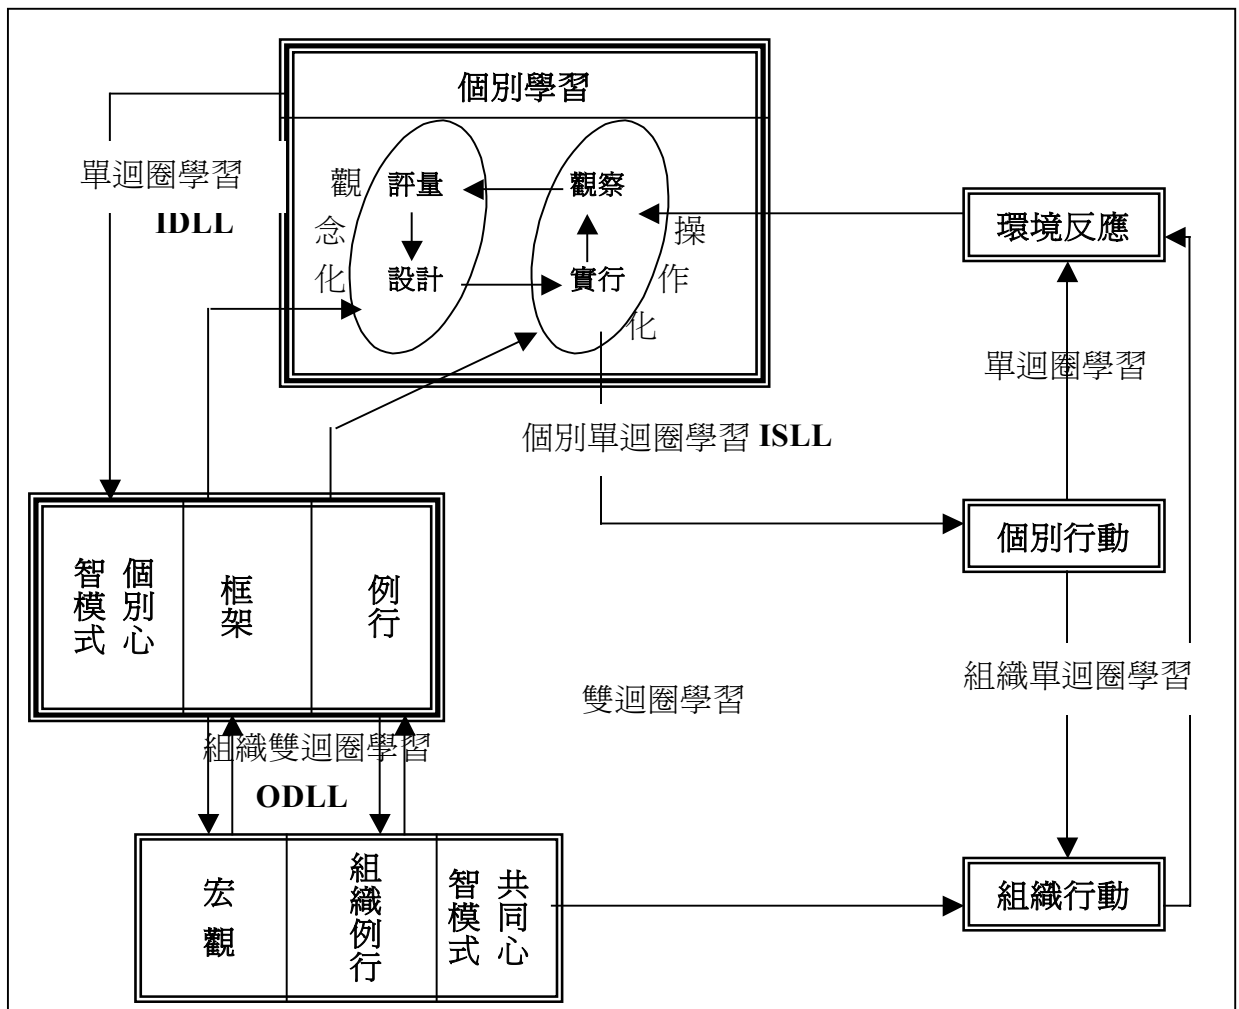 個別學習
單迴圈學習
IDLL
觀念化
評量
觀察
設計
實行
操作化
環境反應
單迴圈學習
個別單迴圈學習 ISLL
個別行動
個別心智模式
框架
例行
組織單迴圈學習
雙迴圈學習
組織雙迴圈學習
ODLL
宏觀
組織例行
共同心智模式
組織行動